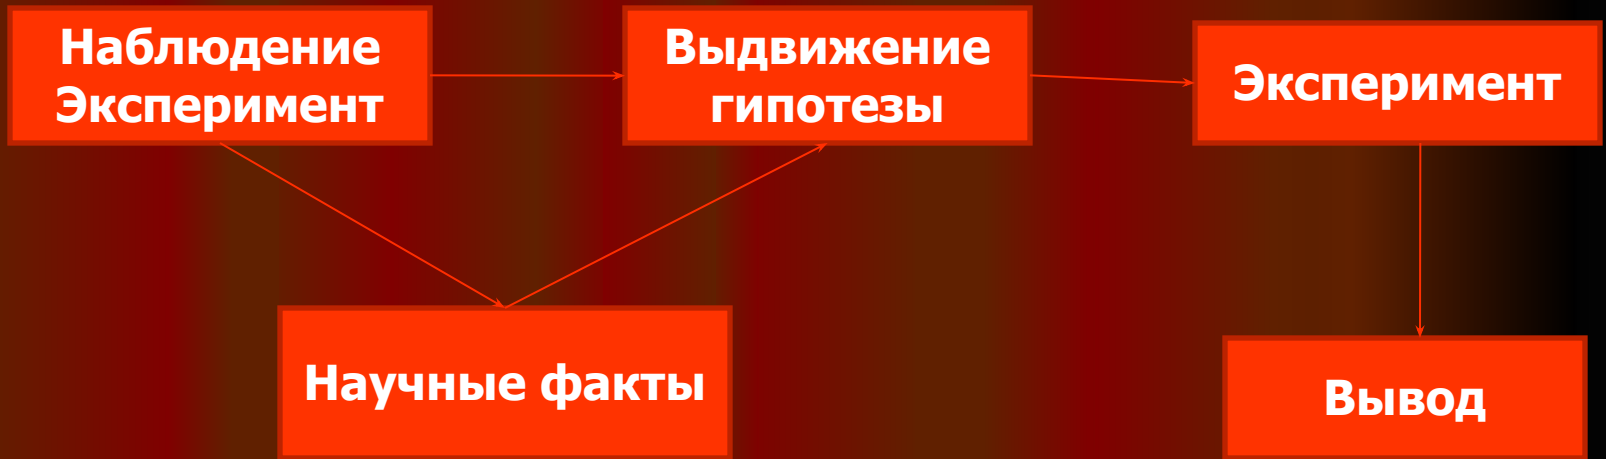 Наблюдение
Эксперимент
Выдвижение
гипотезы
Эксперимент
Научные факты
Вывод